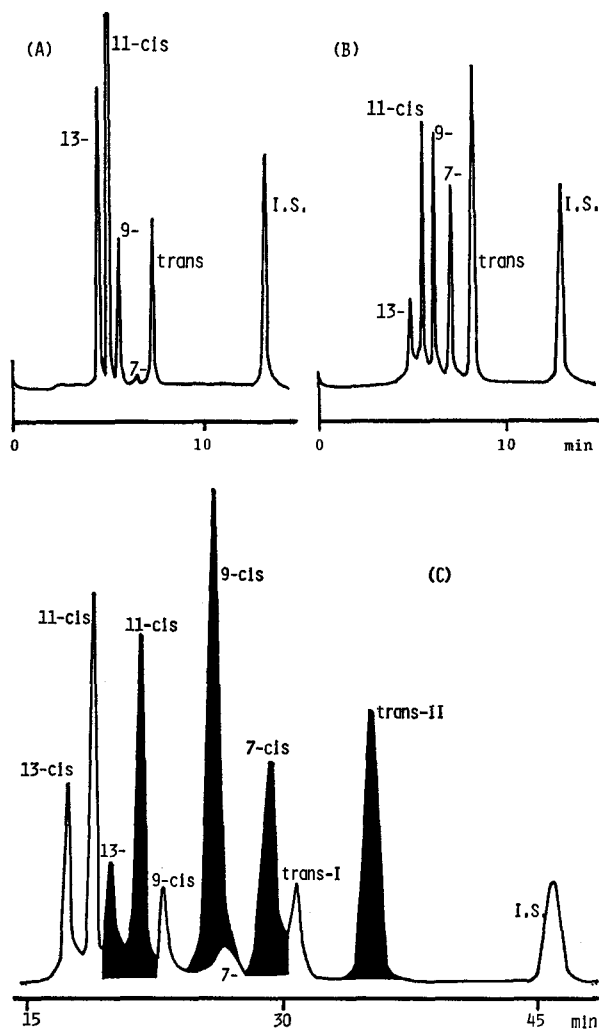 (A)
11-cis
13-
9-
7-
trans
I.S.
0 10
(B)
11-cis
9-
7-
13-
trans
I.S.
0 10 min
(C)
9-cis
11-cis
11-cis
trans-II
7-cis
13-cis
13-
9-cis
trans-I
7-
I.S.
15 30 45 min